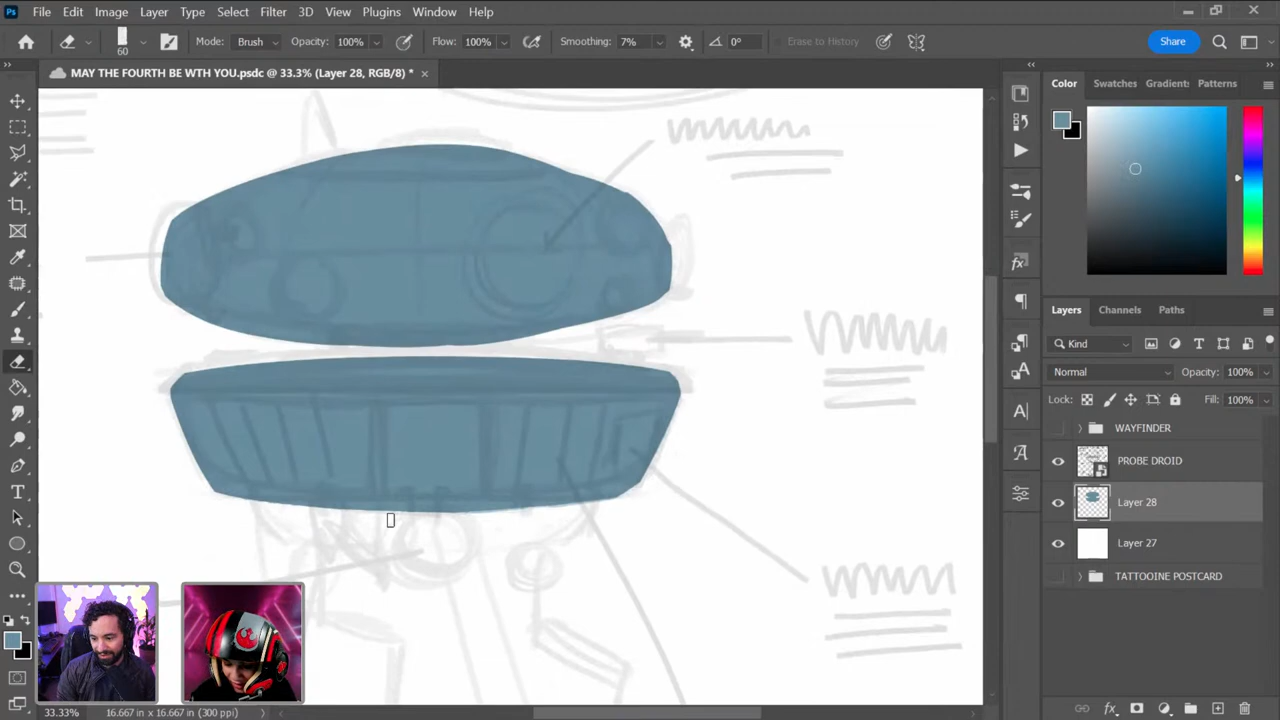 Ps File Edit Image Layer Type Select Filter 3D View Plugins Window Help
60 Mode: Brush Opacity: 100% Flow: 100% Smoothing: 7% 0° Erase to History Share
MAY THE FOURTH BE WTH YOU.psdc @ 33.3% (Layer 28, RGB/8) *
Color Swatches Gradients Patterns
Layers Channels Paths
Kind
Normal Opacity: 100%
Lock: Fill: 100%
WAYFINDER
PROBE DROID
Layer 28
Layer 27
TATTOOINE POSTCARD
33.33% 16.667 in x 16.667 in (300 ppi)